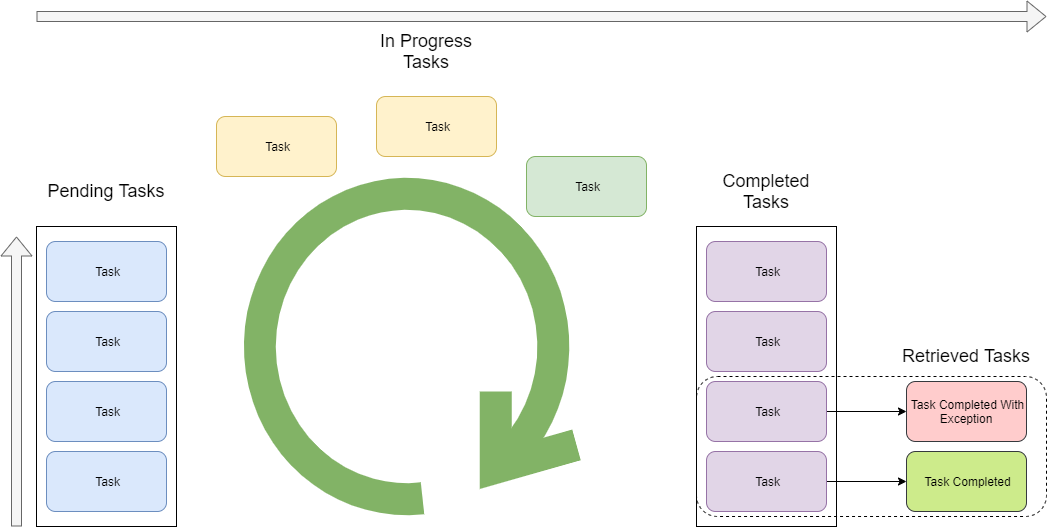 In Progress
Tasks
Task
Task
Task
Pending Tasks
Task
Task
Task
Task
Completed
Tasks
Task
Task
Task
Task
Retrieved Tasks
Task Completed With
Exception
Task Completed